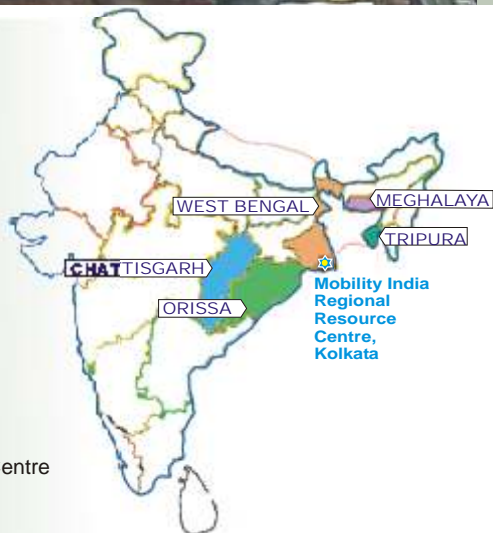 WEST BENGAL
MEGHALAYA
TRIPURA
CHATTISGARH
ORISSA
Mobility India
Regional
Resource
Centre,
Kolkata
entre